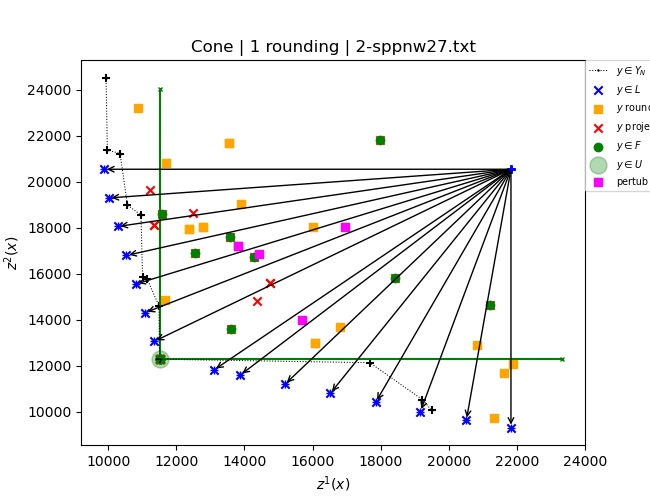 Cone | 1 rounding | 2-sppnw27.txt
24000
22000
20000
18000
16000
14000
12000
10000
z²(x)
10000 12000 14000 16000 18000 20000 22000 24000
z¹(x)
y ∈ Y_N
y ∈ L
y roun
y proje
y ∈ F
y ∈ U
pertub